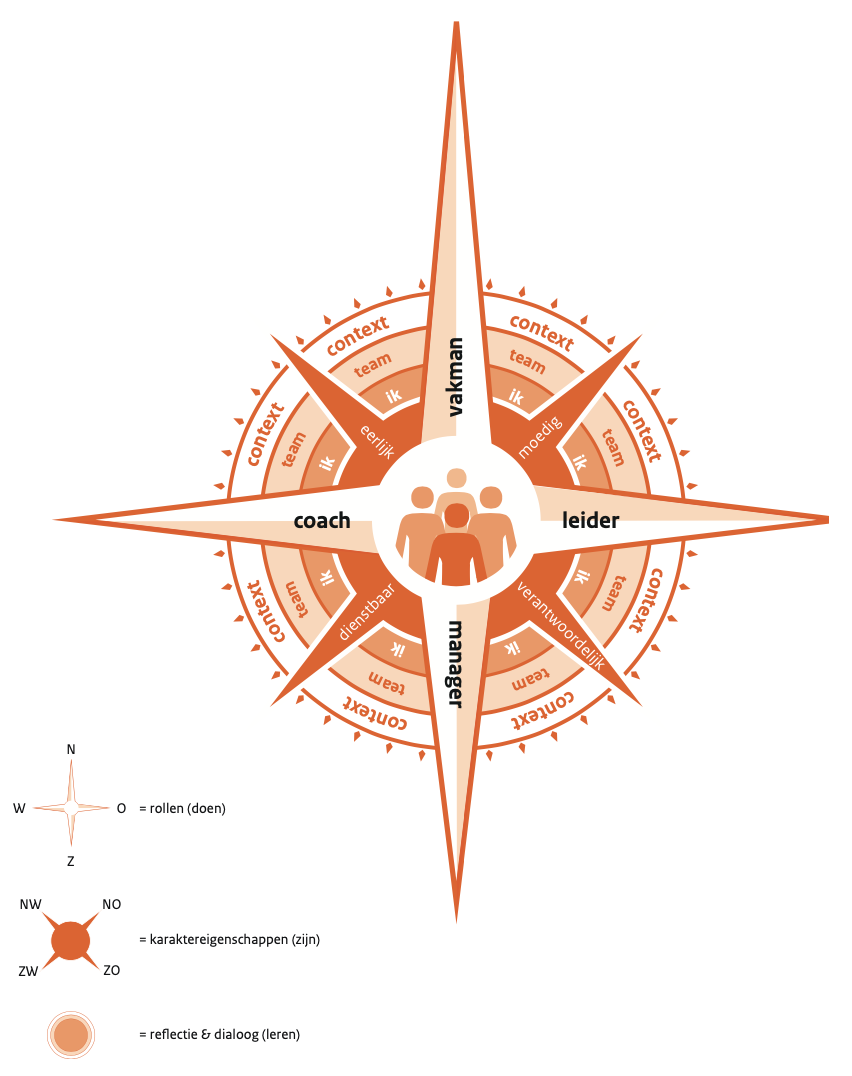 context
context
team
team
ik
ik
vakman
eerlijk
moedig
context
context
team
team
ik
ik
coach
leider
ik
ik
team
team
context
context
dienstbaar
verantwoordelijk
manager
ik
ik
team
team
context
context
N
W
O
= rollen (doen)
Z
NW
NO
= karaktereigenschappen (zijn)
ZW
ZO
= reflectie & dialoog (leren)